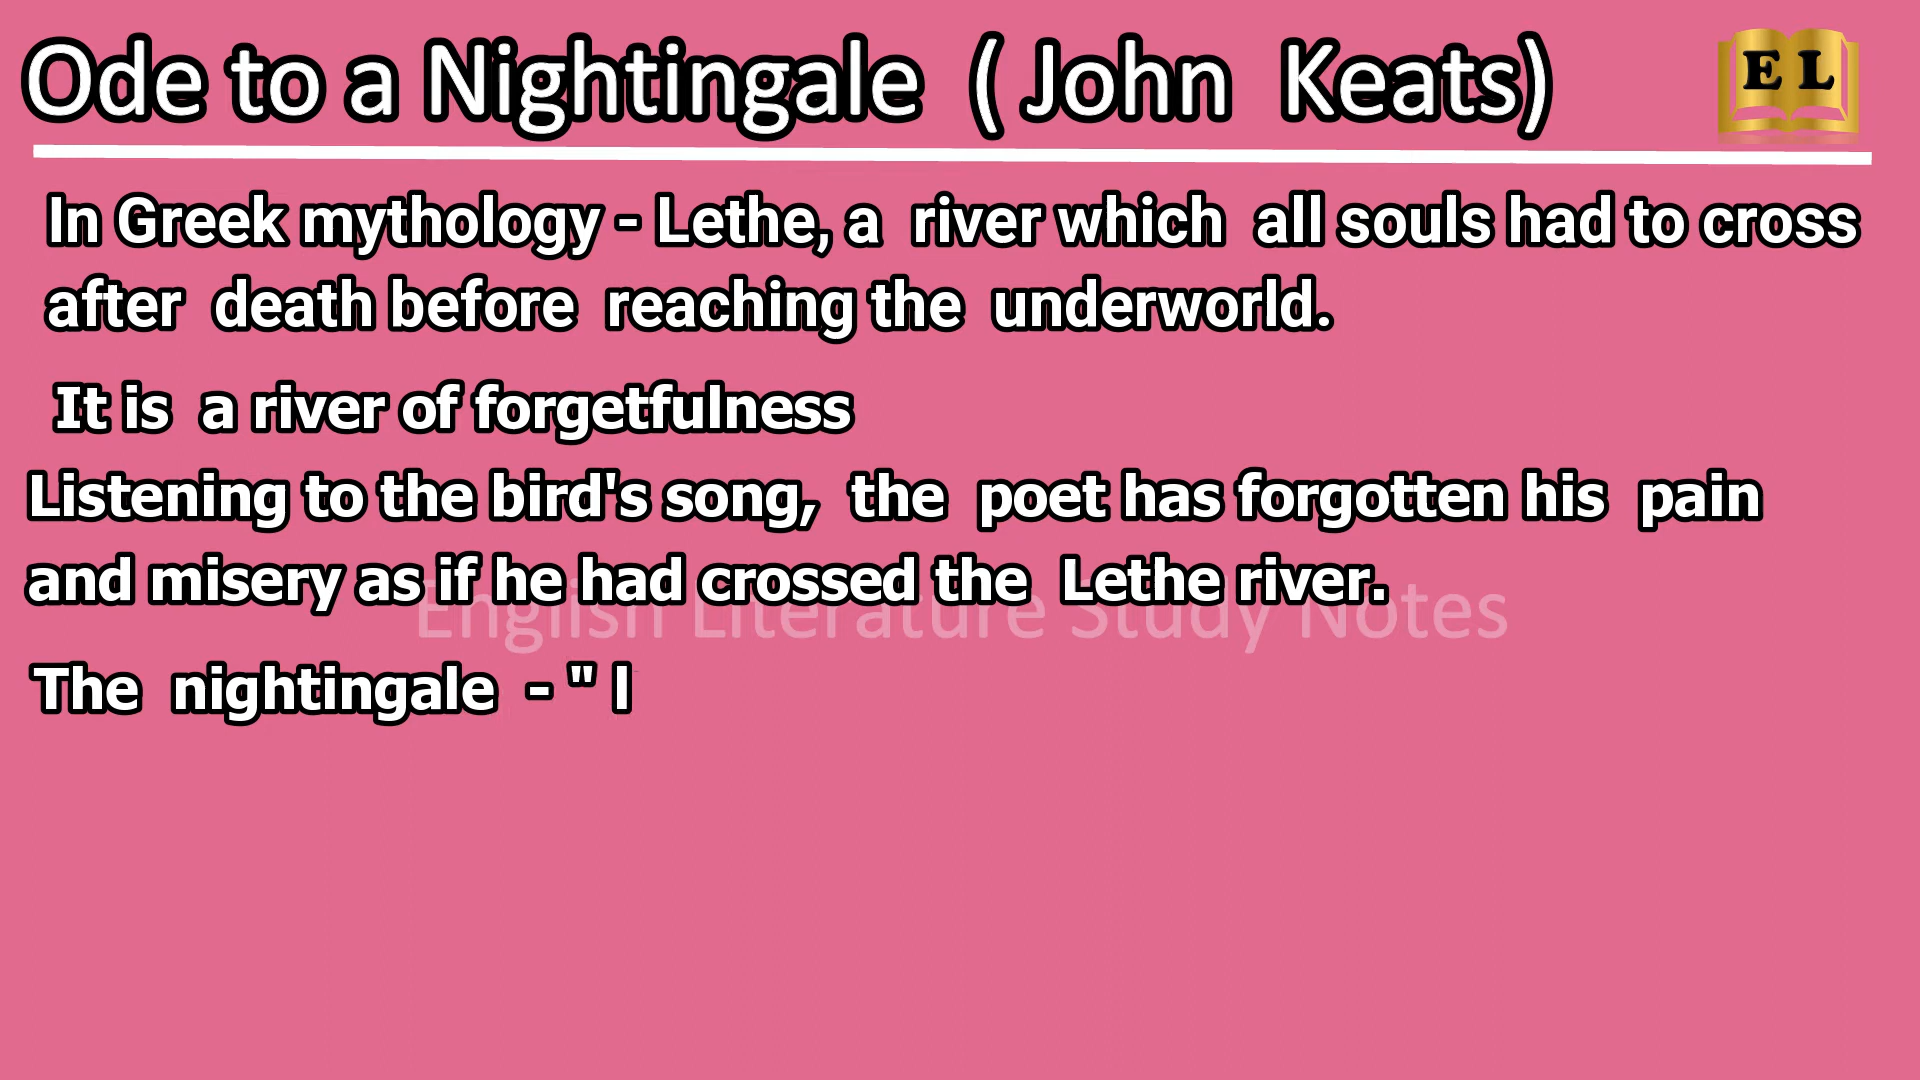 Ode to a Nightingale ( John Keats)
E L
In Greek mythology - Lethe, a river which all souls had to cross
after death before reaching the underworld.
It is a river of forgetfulness
Listening to the bird's song, the poet has forgotten his pain
and misery as if he had crossed the Lethe river.
English Literature Study Notes
The nightingale - " l